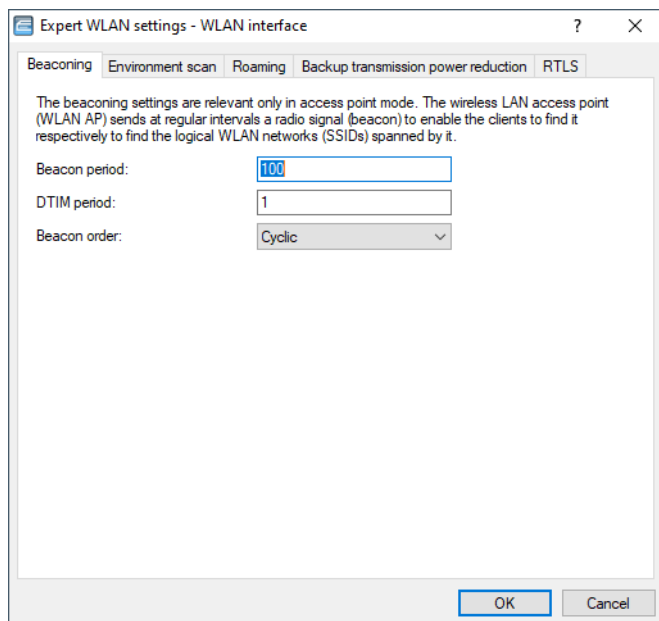 Expert WLAN settings - WLAN interface
Beaconing Environment scan Roaming Backup transmission power reduction RTLS
The beaconing settings are relevant only in access point mode. The wireless LAN access point
(WLAN AP) sends at regular intervals a radio signal (beacon) to enable the clients to find it
respectively to find the logical WLAN networks (SSIDs) spanned by it.
Beacon period: 100
DTIM period: 1
Beacon order: Cyclic
OK Cancel